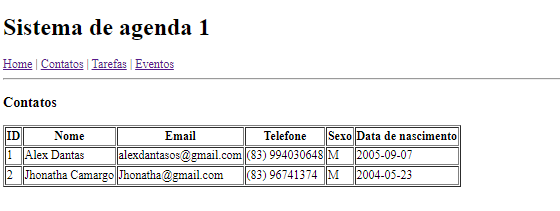 Sistema de agenda 1
Home | Contatos | Tarefas | Eventos
Contatos
ID Nome Email Telefone Sexo Data de nascimento
1 Alex Dantas alexdantasos@gmail.com (83) 994030648 M 2005-09-07
2 Jhonatha Camargo Jhonatha@gmail.com (83) 96741374 M 2004-05-23